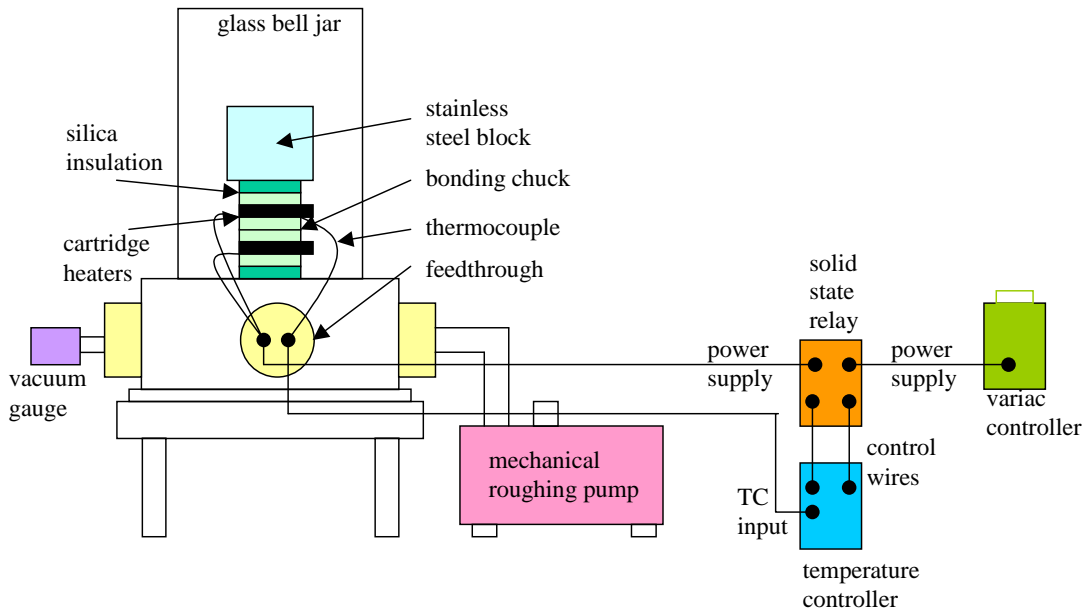 glass bell jar
stainless
steel block
silica
insulation
bonding chuck
thermocouple
cartridge
heaters
feedthrough
solid
state
relay
power
supply
power
supply
vacuum
gauge
variac
controller
mechanical
roughing pump
control
wires
TC
input
temperature
controller